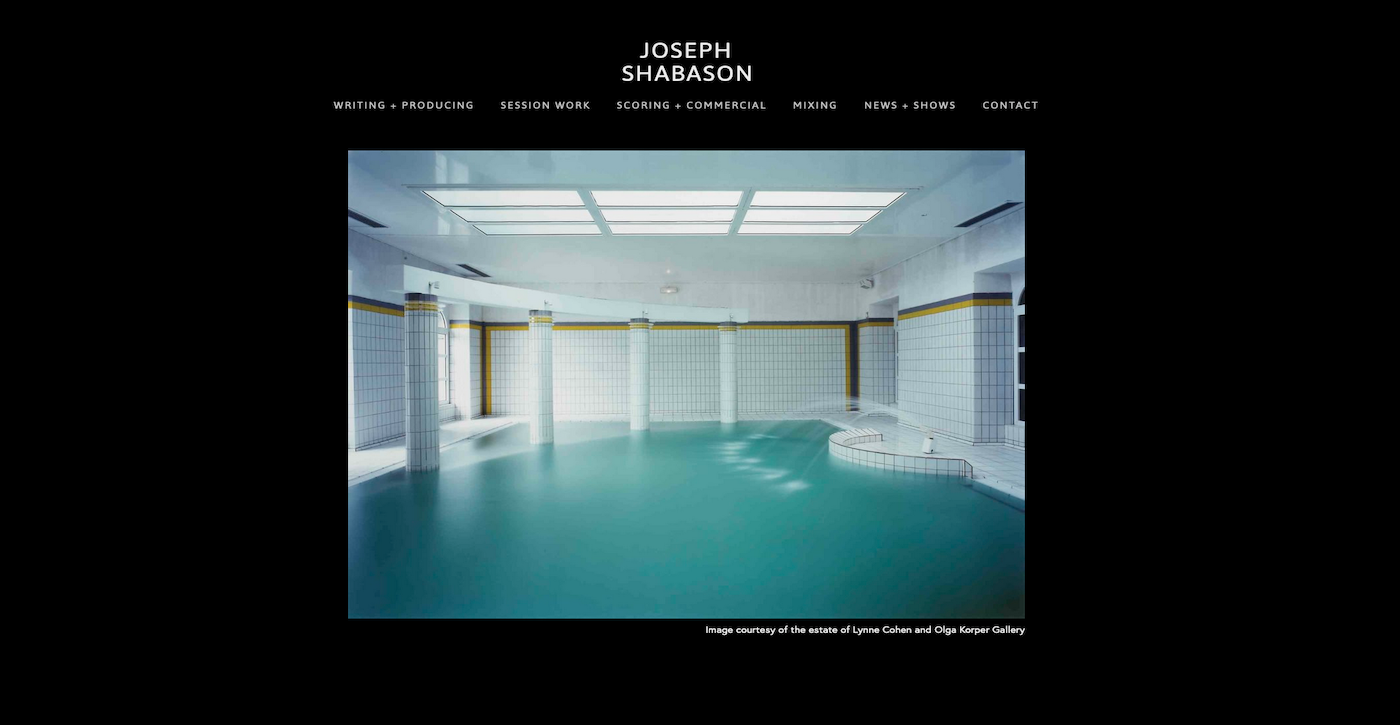 JOSEPH
SHABASON
WRITING + PRODUCING SESSION WORK SCORING + COMMERCIAL MIXING NEWS + SHOWS CONTACT
Image courtesy of the estate of Lynne Cohen and Olga Korper Gallery